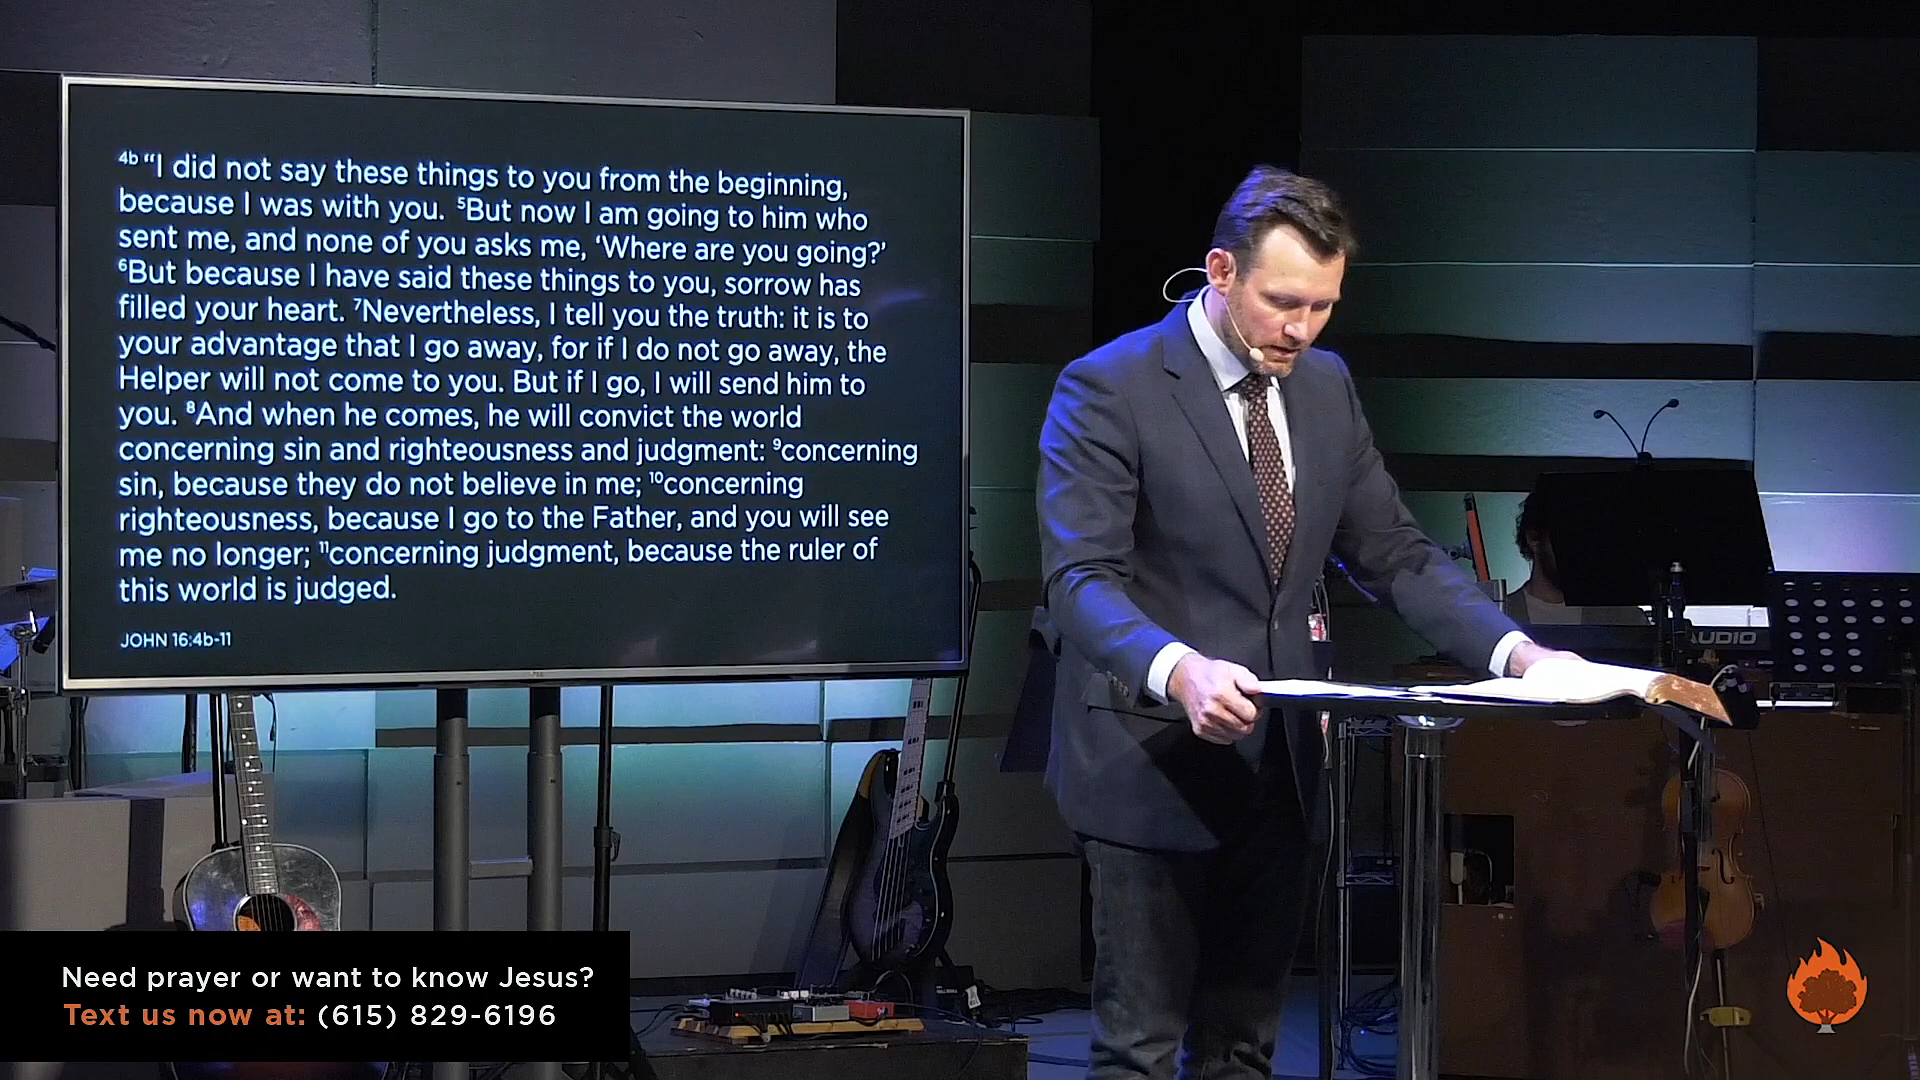 4b “I did not say these things to you from the beginning,
because I was with you. 5But now I am going to him who
sent me, and none of you asks me, ‘Where are you going?’
6But because I have said these things to you, sorrow has
filled your heart. 7Nevertheless, I tell you the truth: it is to
your advantage that I go away, for if I do not go away, the
Helper will not come to you. But if I go, I will send him to
you. 8And when he comes, he will convict the world
concerning sin and righteousness and judgment: 9concerning
sin, because they do not believe in me; 10concerning
righteousness, because I go to the Father, and you will see
me no longer; 11concerning judgment, because the ruler of
this world is judged.
JOHN 16:4b-11
AUDIO
Need prayer or want to know Jesus?
Text us now at: (615) 829-6196